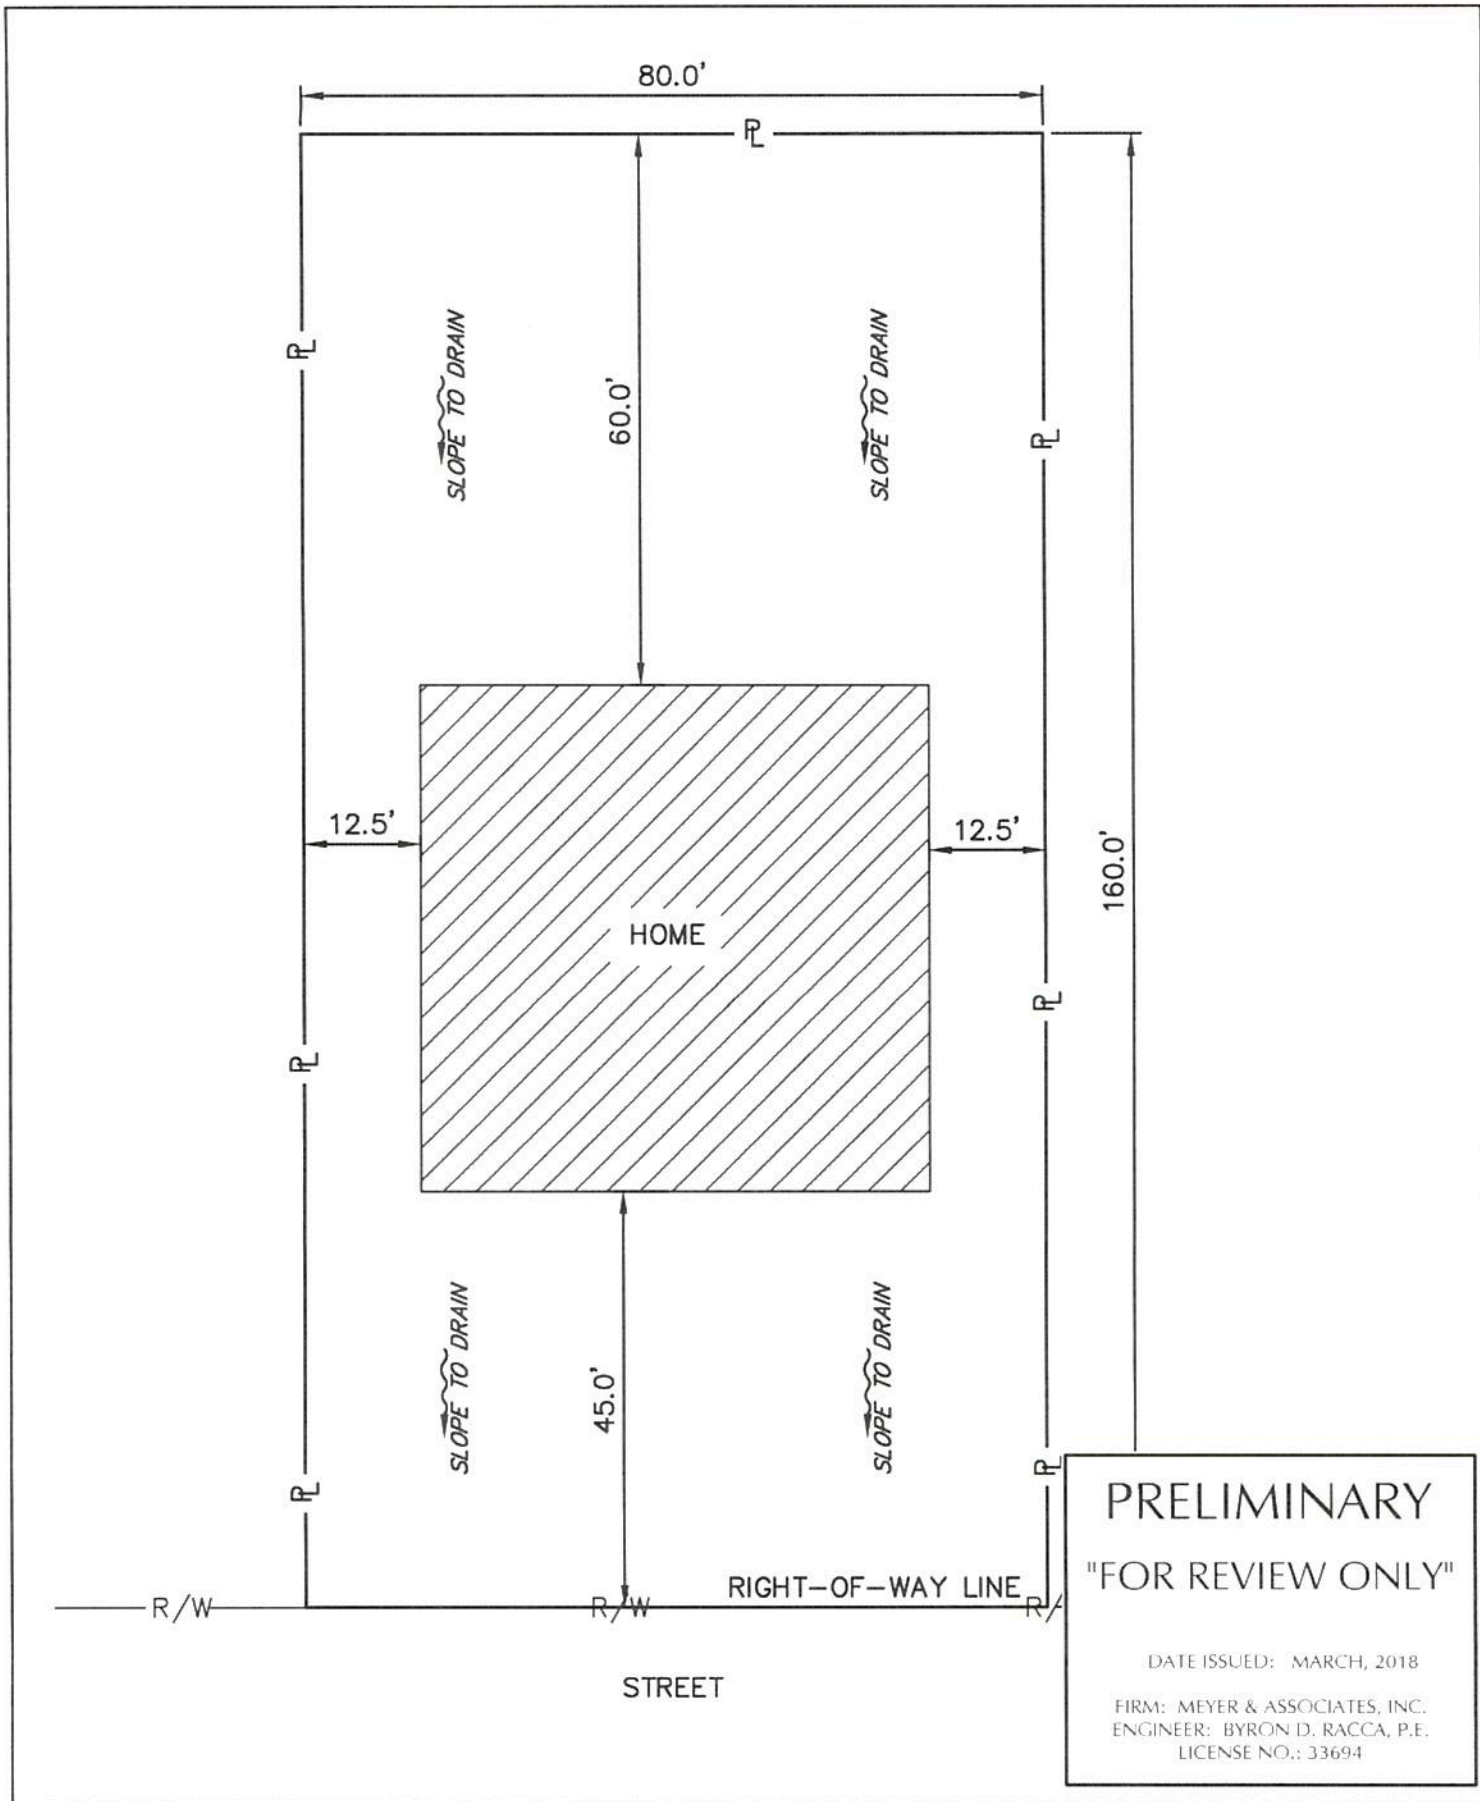 80.0'
PL
PL
SLOPE TO DRAIN
60.0'
SLOPE TO DRAIN
PL
12.5'
12.5'
160.0'
HOME
PL
PL
SLOPE TO DRAIN
45.0'
SLOPE TO DRAIN
PL
PL
RIGHT-OF-WAY LINE
R/W
R/W
R/
STREET
PRELIMINARY
"FOR REVIEW ONLY"
DATE ISSUED: MARCH, 2018
FIRM: MEYER & ASSOCIATES, INC.
ENGINEER: BYRON D. RACCA, P.E.
LICENSE NO.: 33694